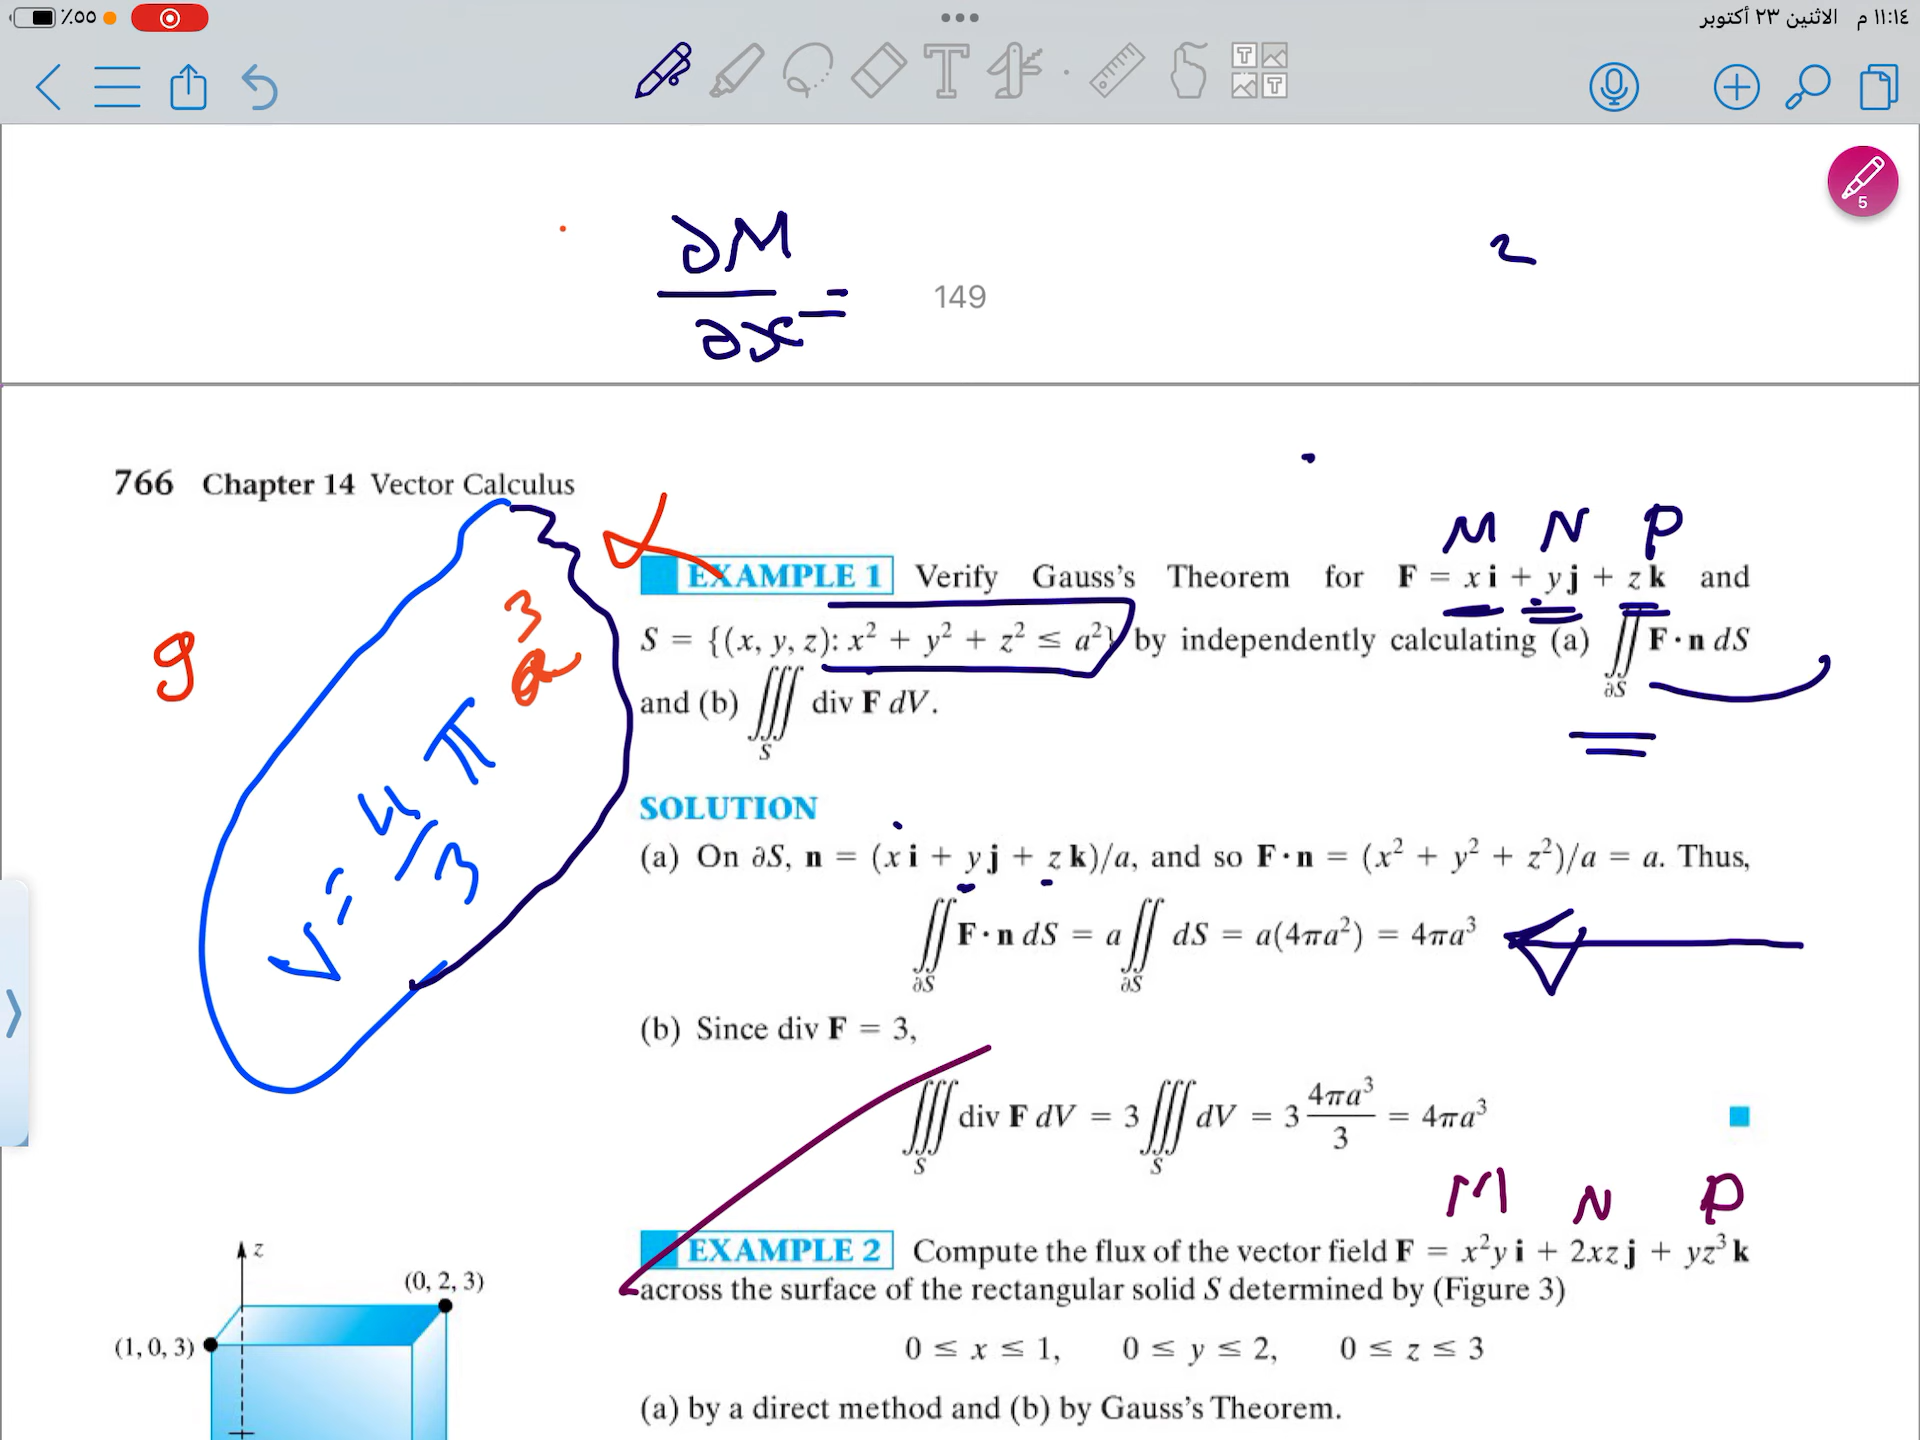 ٪٥٥
١١:١٤ م الاثنين ٢٣ أكتوبر
5
∂M
∂x =
2
149
766 Chapter 14 Vector Calculus
M N P
EXAMPLE 1 Verify Gauss's Theorem for F = x i + y j + z k and
S = {(x, y, z): x² + y² + z² ≤ a²} by independently calculating (a) ∬∂S F · n dS
and (b) ∭S div F dV.
g
V = 4/3 π a³
SOLUTION
(a) On ∂S, n = (x i + y j + z k)/a, and so F · n = (x² + y² + z²)/a = a. Thus,
∬∂S F · n dS = a ∬∂S dS = a(4πa²) = 4πa³
(b) Since div F = 3,
∭S div F dV = 3 ∭S dV = 3 4πa³/3 = 4πa³
M N P
EXAMPLE 2 Compute the flux of the vector field F = x²y i + 2xz j + yz³ k
across the surface of the rectangular solid S determined by (Figure 3)
0 ≤ x ≤ 1, 0 ≤ y ≤ 2, 0 ≤ z ≤ 3
(a) by a direct method and (b) by Gauss's Theorem.
z
(0, 2, 3)
(1, 0, 3)